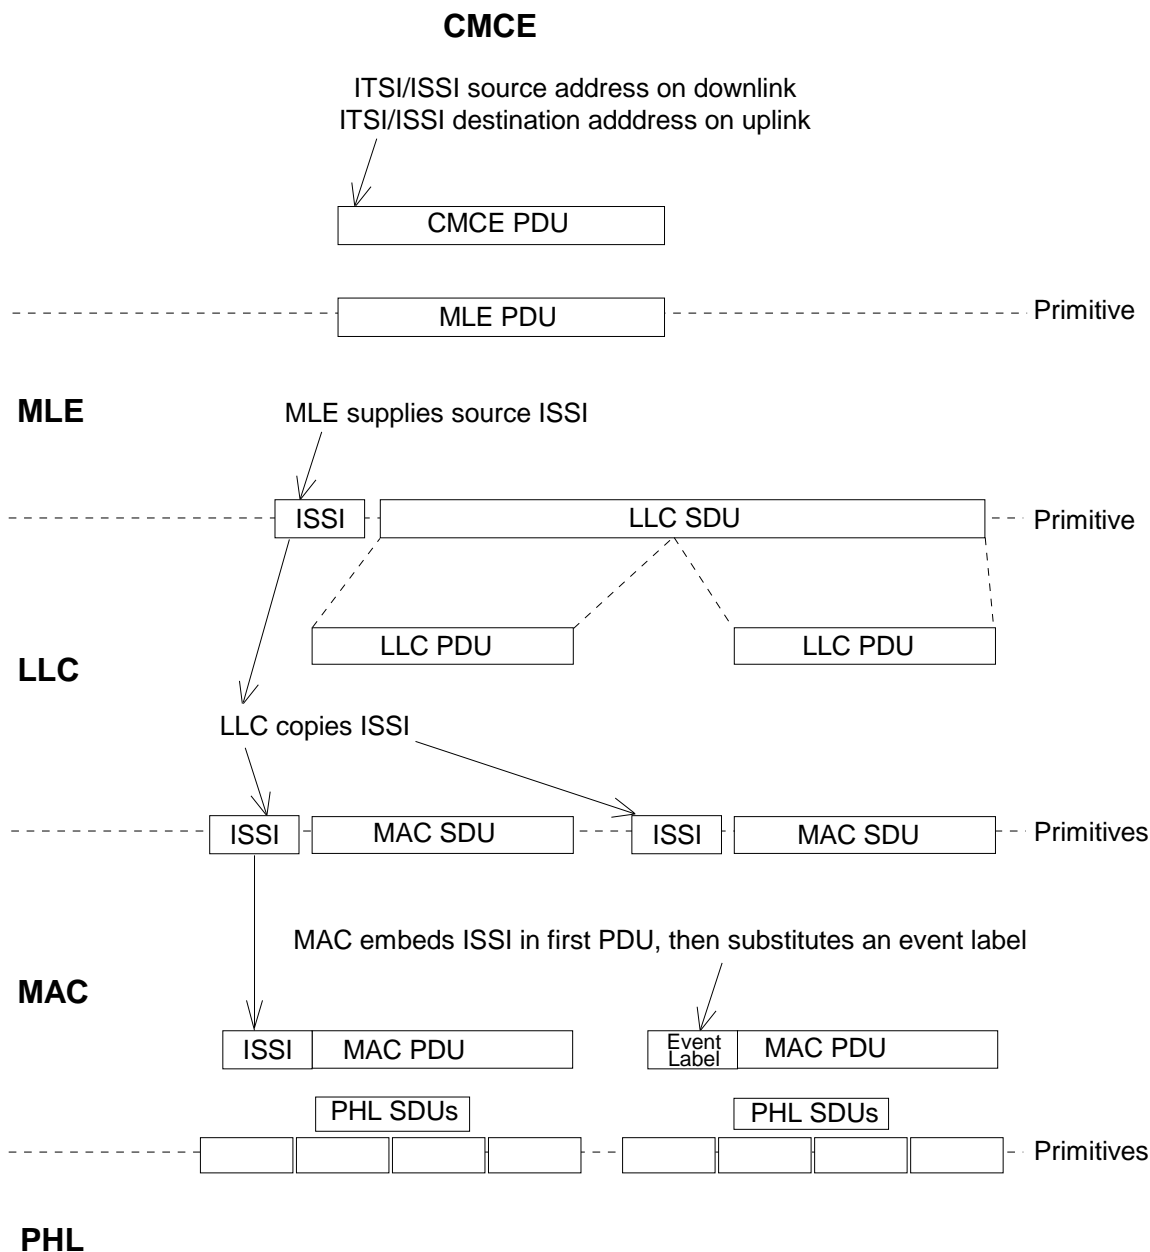 CMCE
ITSI/ISSI source address on downlink
ITSI/ISSI destination adddress on uplink
CMCE PDU
MLE PDU
Primitive
MLE
MLE supplies source ISSI
ISSI
LLC SDU
Primitive
LLC PDU
LLC PDU
LLC
LLC copies ISSI
ISSI
MAC SDU
ISSI
MAC SDU
Primitives
MAC embeds ISSI in first PDU, then substitutes an event label
MAC
ISSI
MAC PDU
Event
Label
MAC PDU
PHL SDUs
PHL SDUs
Primitives
PHL